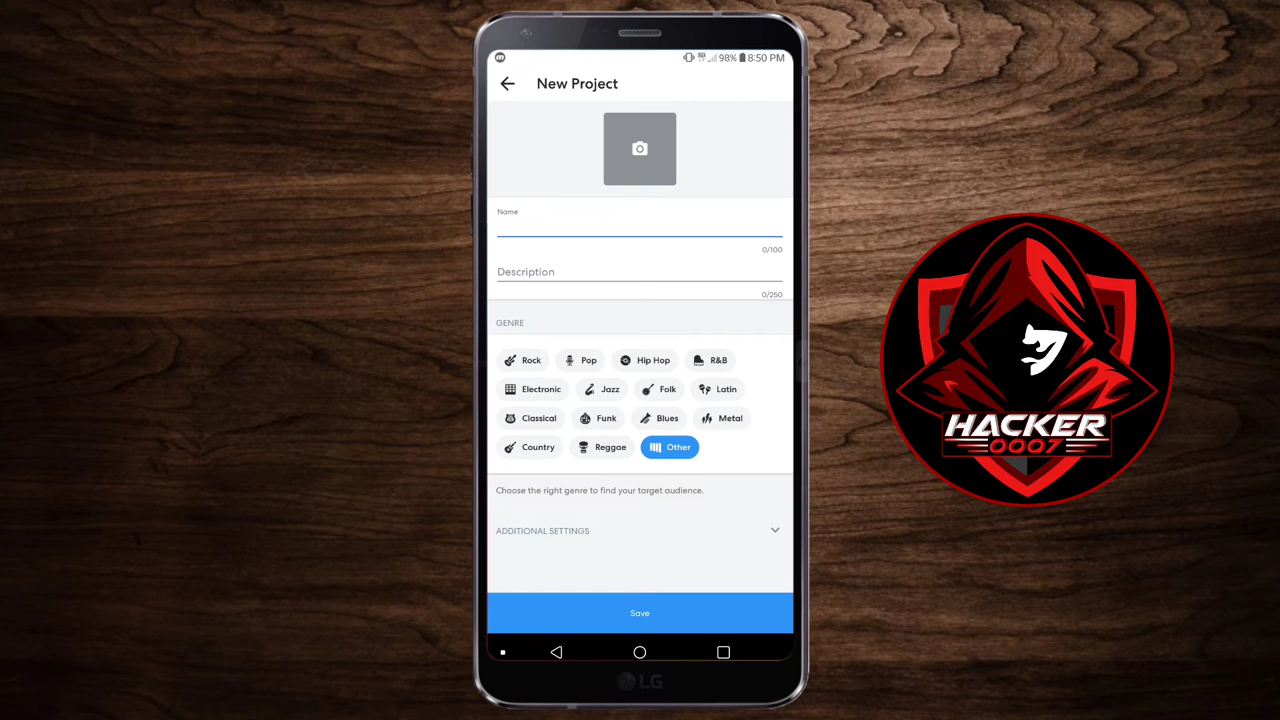 98% 8:50 PM
New Project
Name
0/100
Description
0/250
GENRE
Rock Pop Hip Hop R&B
Electronic Jazz Folk Latin
Classical Funk Blues Metal
Country Reggae Other
Choose the right genre to find your target audience.
ADDITIONAL SETTINGS
Save
LG
HACKER
0007